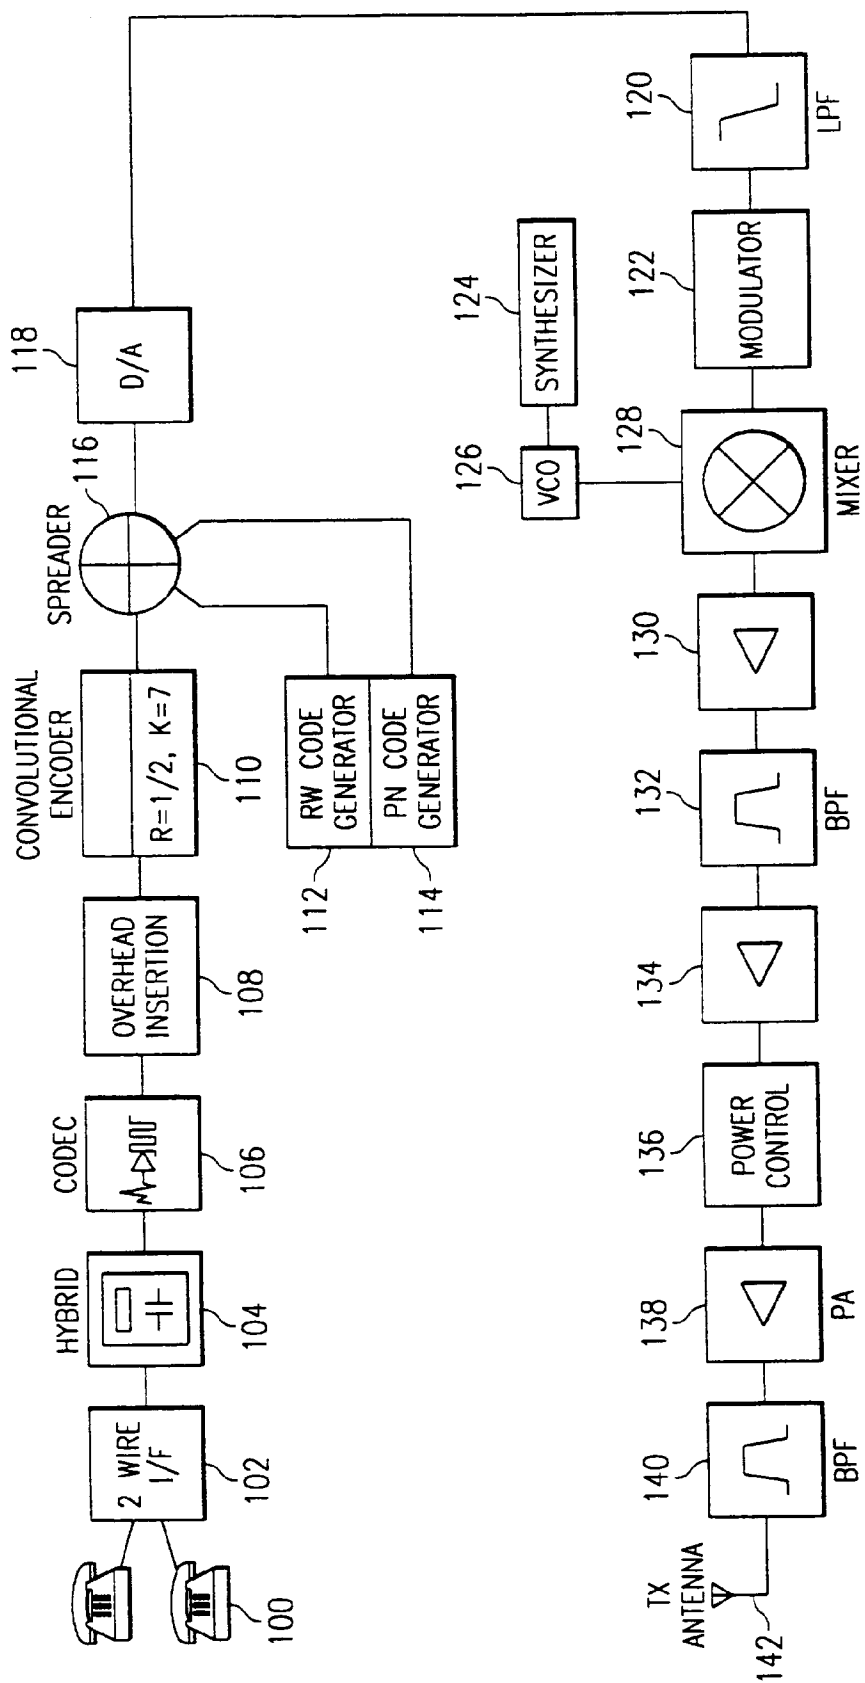 100
2 WIRE
I/F
102
HYBRID
104
CODEC
106
OVERHEAD
INSERTION
108
CONVOLUTIONAL
ENCODER
R=1/2, K=7
110
RW CODE
GENERATOR
112
PN CODE
GENERATOR
114
SPREADER
116
118
D/A
120
LPF
122
MODULATOR
124
SYNTHESIZER
126
VCO
128
MIXER
130
132
BPF
134
136
POWER
CONTROL
138
PA
140
BPF
TX
ANTENNA
142